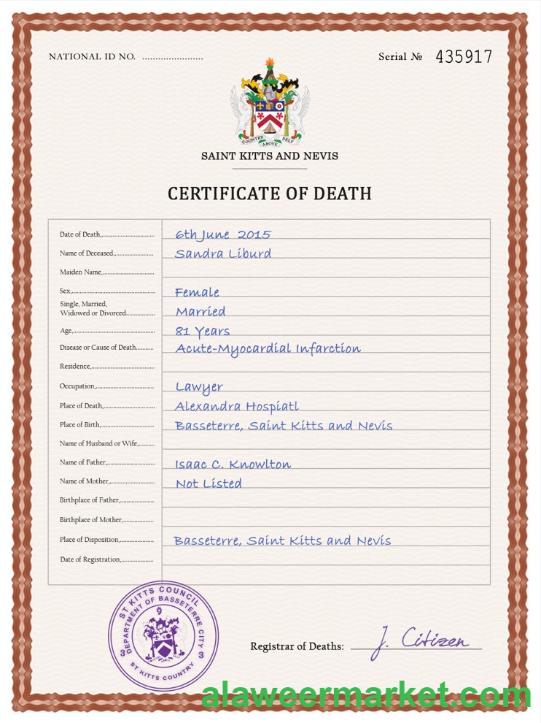 NATIONAL ID NO. .......................
Serial № 435917
COUNTRY ABOVE SELF
SAINT KITTS AND NEVIS
CERTIFICATE OF DEATH
Date of Death, 6th June 2015
Name of Deceased, Sandra Liburd
Maiden Name,
Sex, Female
Single, Married,
Widowed or Divorced Married
Age, 81 Years
Disease or Cause of Death, Acute-Myocardial Infarction
Residence,
Occupation, Lawyer
Place of Death, Alexandra Hospiatl
Place of Birth, Basseterre, Saint Kitts and Nevis
Name of Husband or Wife,
Name of Father, Isaac C. Knowlton
Name of Mother, Not Listed
Birthplace of Father,
Birthplace of Mother,
Place of Disposition, Basseterre, Saint Kitts and Nevis
Date of Registration,
ST KITTS COUNCIL
DEPARTMENT OF BASSETERRE CITY
3 3
ST KITTS COUNTRY
Registrar of Deaths: J. Citizen
alaweermarket.com